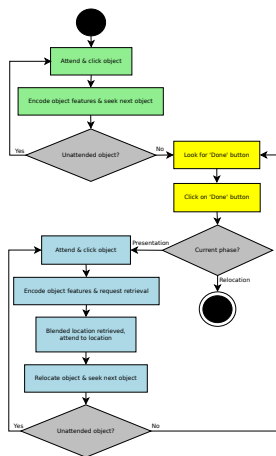 Attend & click object
Encode object features & seek next object
Unattended object?
Yes
No
Look for 'Done' button
Click on 'Done' button
Current phase?
Presentation
Relocation
Attend & click object
Encode object features & request retrieval
Blended location retrieved,
attend to location
Relocate object & seek next object
Unattended object?
Yes
No